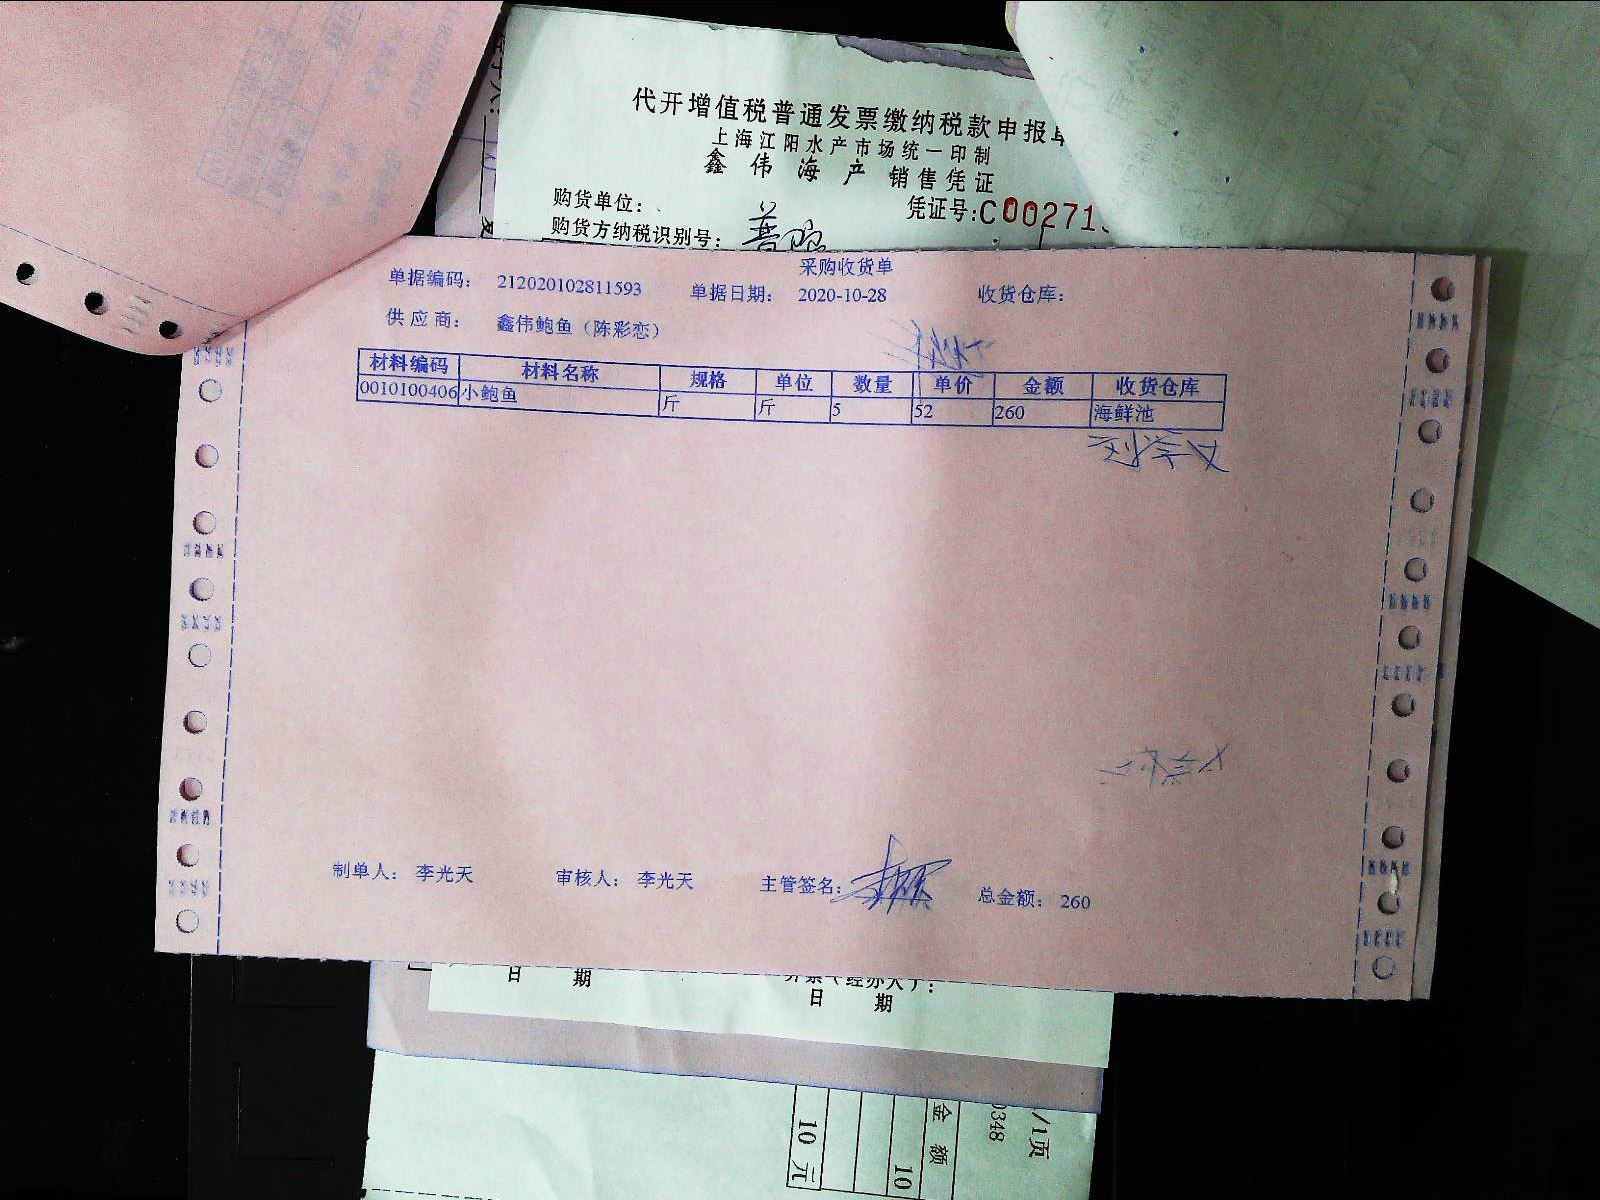 代开增值税普通发票缴纳税款申报单
上海江阳水产市场统一印制
鑫伟海产销售凭证
购货单位：
凭证号:C00271
购货方纳税识别号：
采购收货单
单据编码： 212020102811593 单据日期： 2020-10-28 收货仓库：
供应商： 鑫伟鲍鱼（陈彩恋）
材料编码 材料名称 规格 单位 数量 单价 金额 收货仓库
0010100406 小鲍鱼 斤 斤 5 52 260 海鲜池
制单人： 李光天 审核人： 李光天 主管签名： 总金额： 260
日 期
日 期
/1页
0348
金额
10
10元